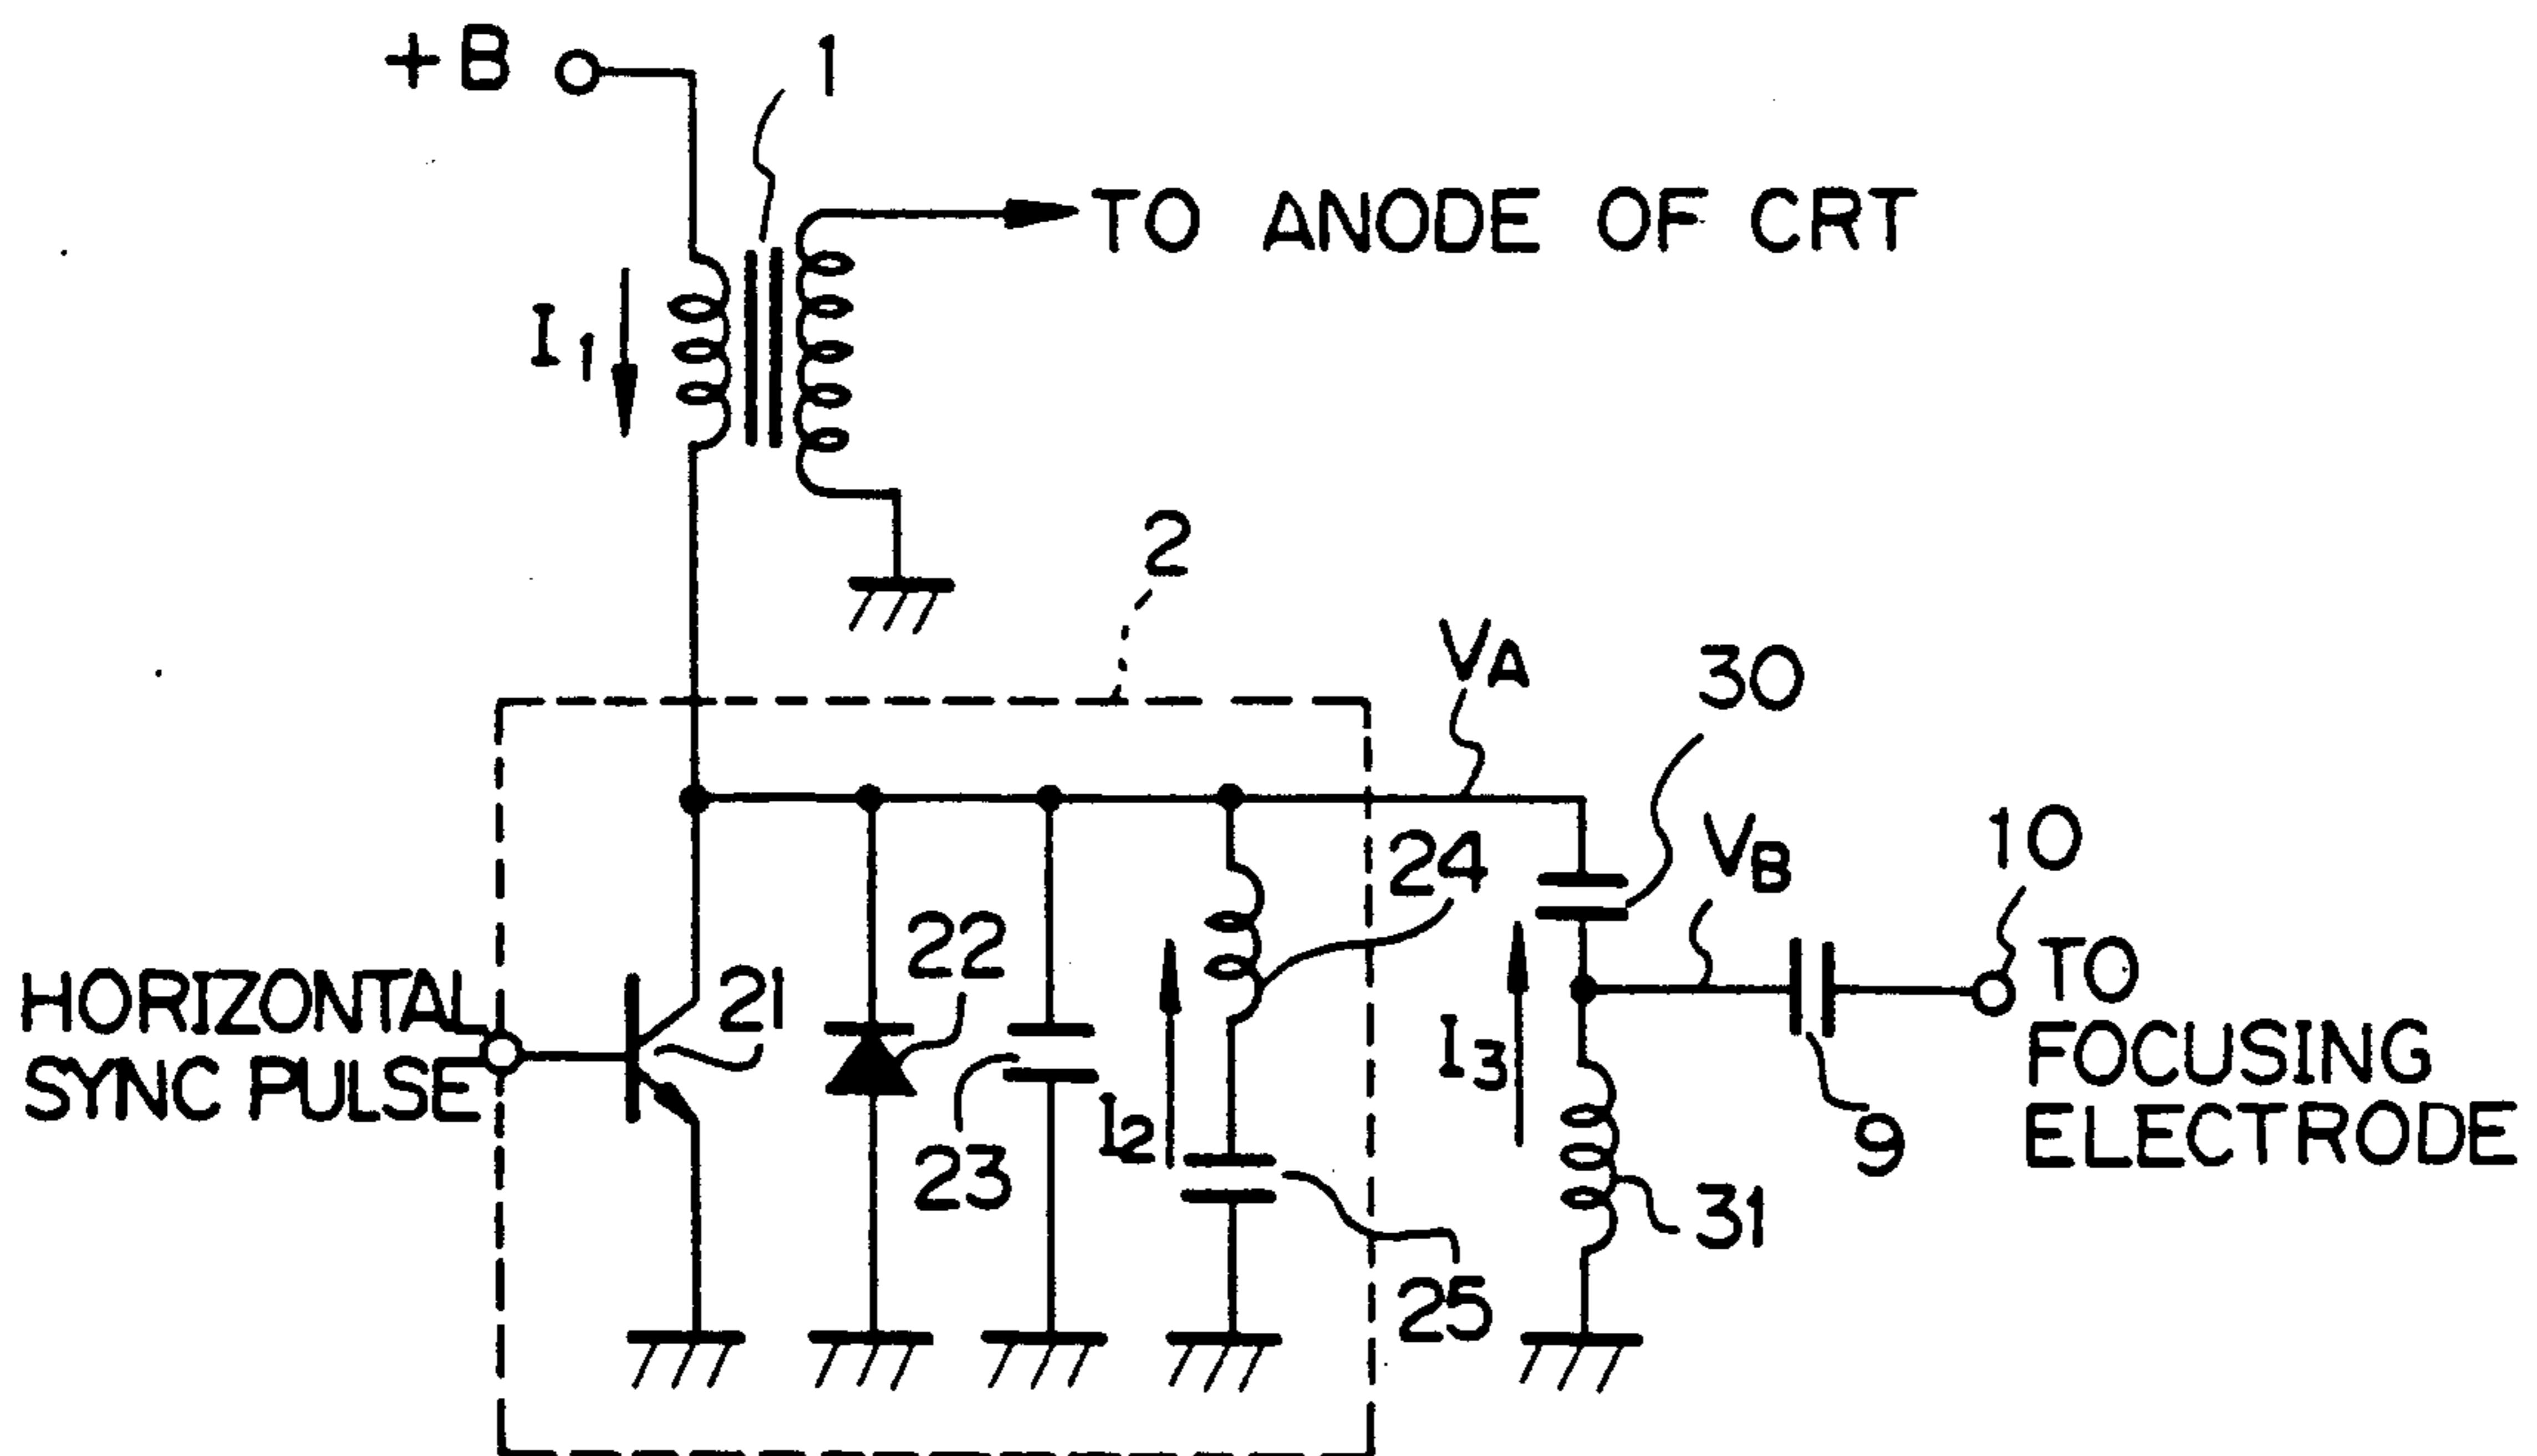 +B
1
TO ANODE OF CRT
I1
2
VA
30
VB
10
24
22
21
HORIZONTAL
SYNC PULSE
TO
FOCUSING
ELECTRODE
I3
I2
23
9
31
25